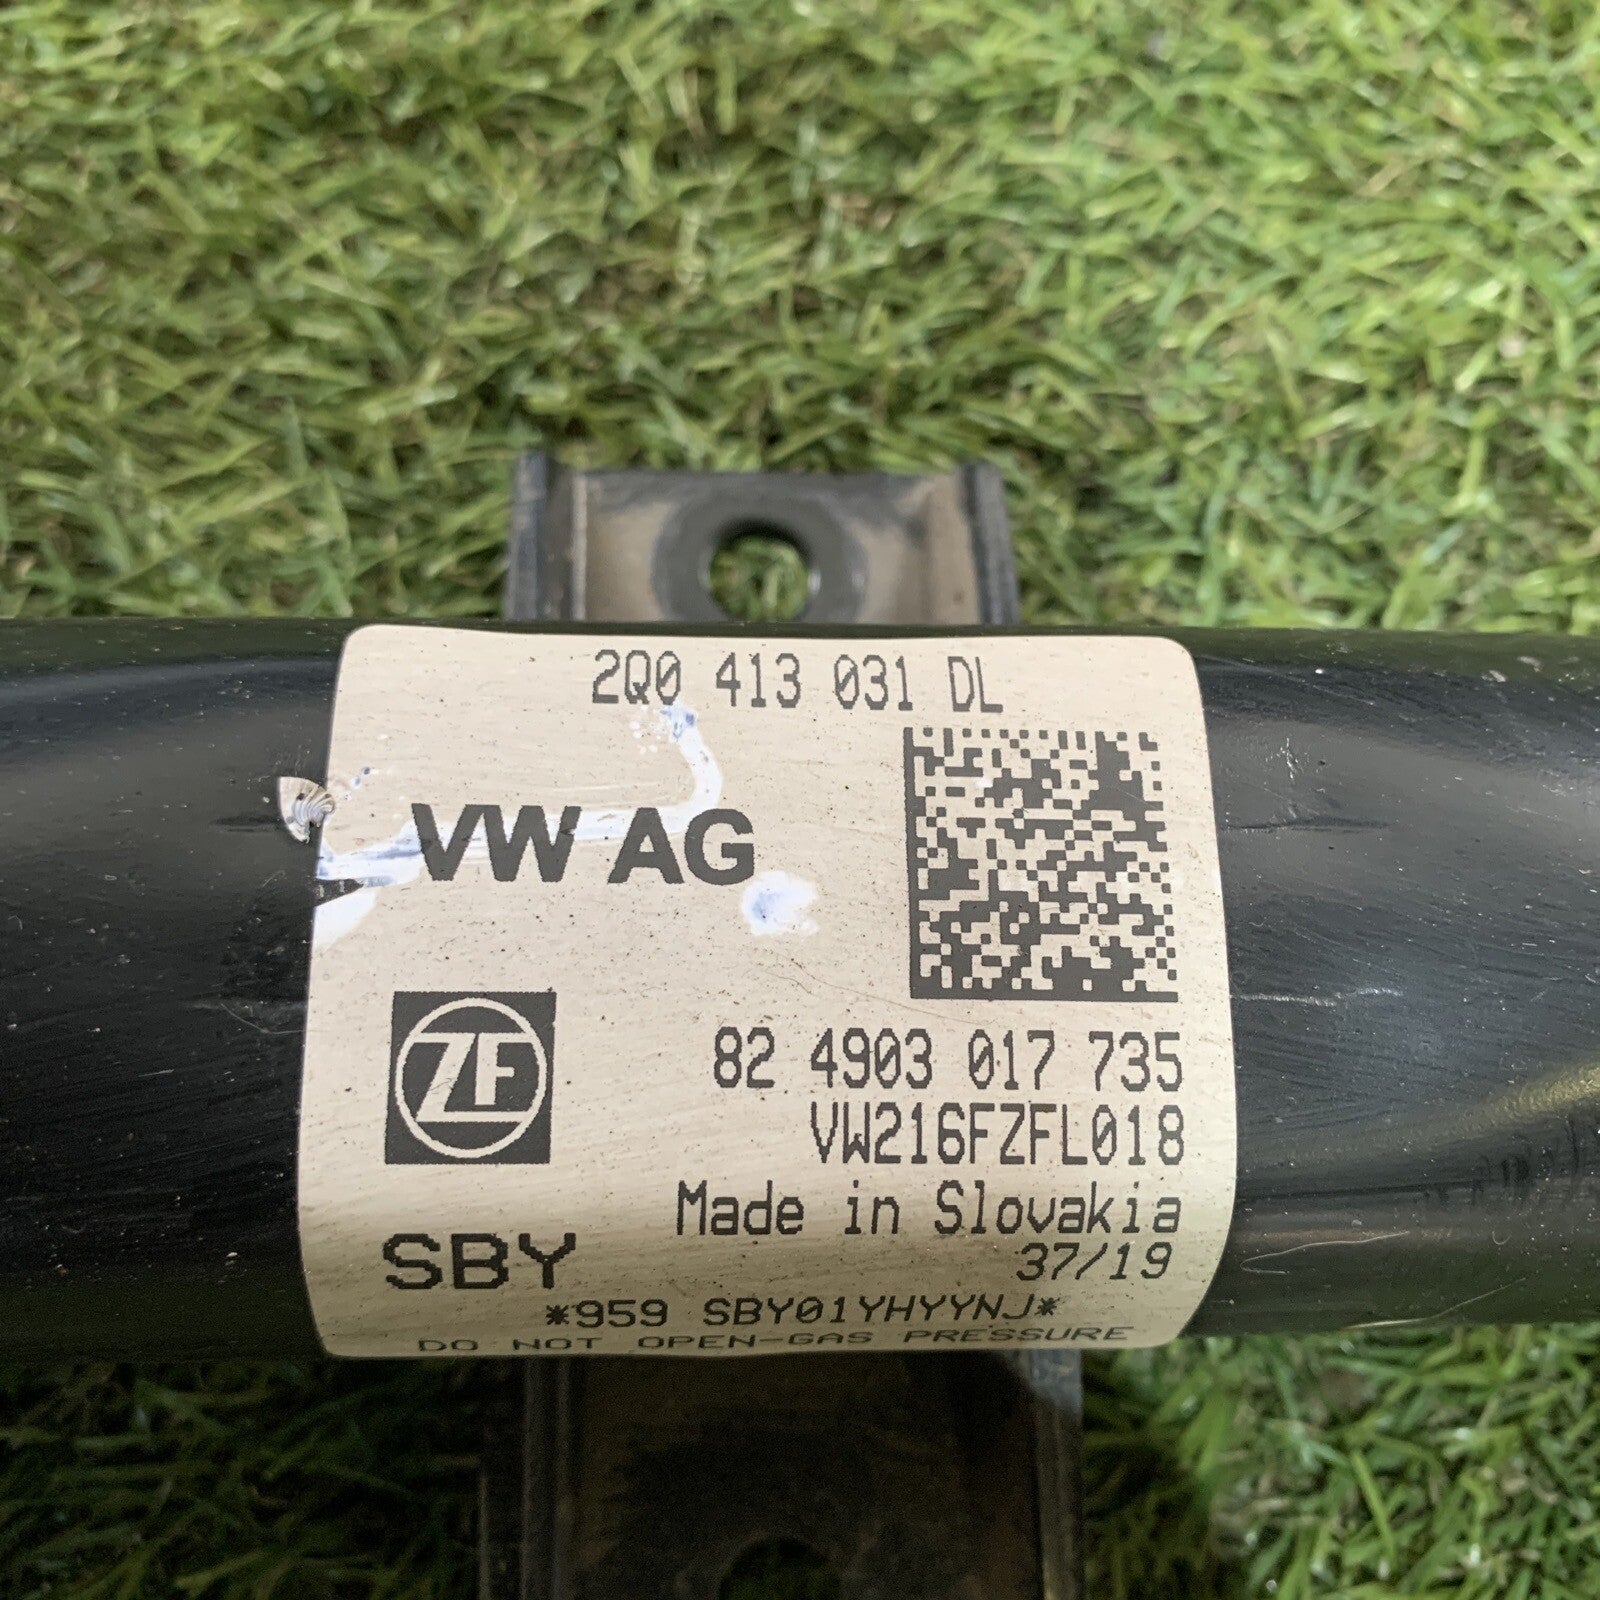 2Q0 413 031 DL
VW AG
ZF
82 4903 017 735
VW216FZFL018
Made in Slovakia
SBY
37/19
*959 SBY01YHYYNJ*
DO NOT OPEN-GAS PRESSURE